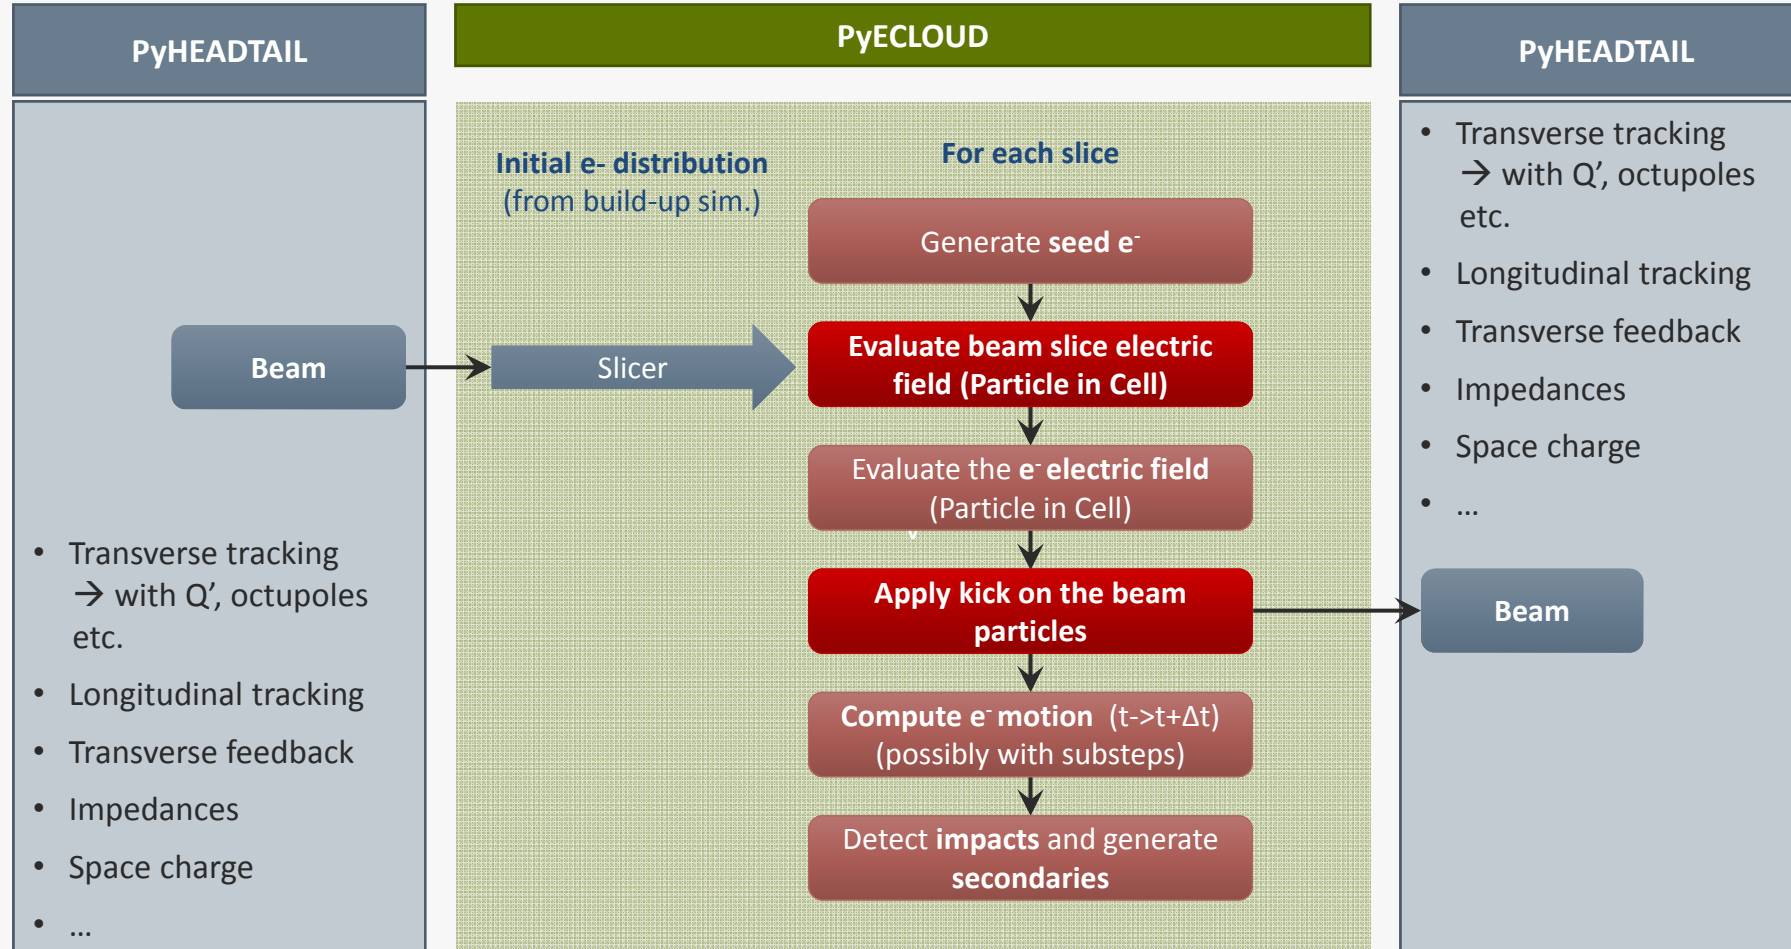 PyHEADTAIL
Beam
• Transverse tracking
→ with Q’, octupoles
etc.
• Longitudinal tracking
• Transverse feedback
• Impedances
• Space charge
• ...
PyECLOUD
Initial e- distribution
(from build-up sim.)
Slicer
For each slice
Generate seed e-
Evaluate beam slice electric
field (Particle in Cell)
Evaluate the e- electric field
(Particle in Cell)
Apply kick on the beam
particles
Compute e- motion (t->t+Δt)
(possibly with substeps)
Detect impacts and generate
secondaries
PyHEADTAIL
• Transverse tracking
→ with Q’, octupoles
etc.
• Longitudinal tracking
• Transverse feedback
• Impedances
• Space charge
• ...
Beam